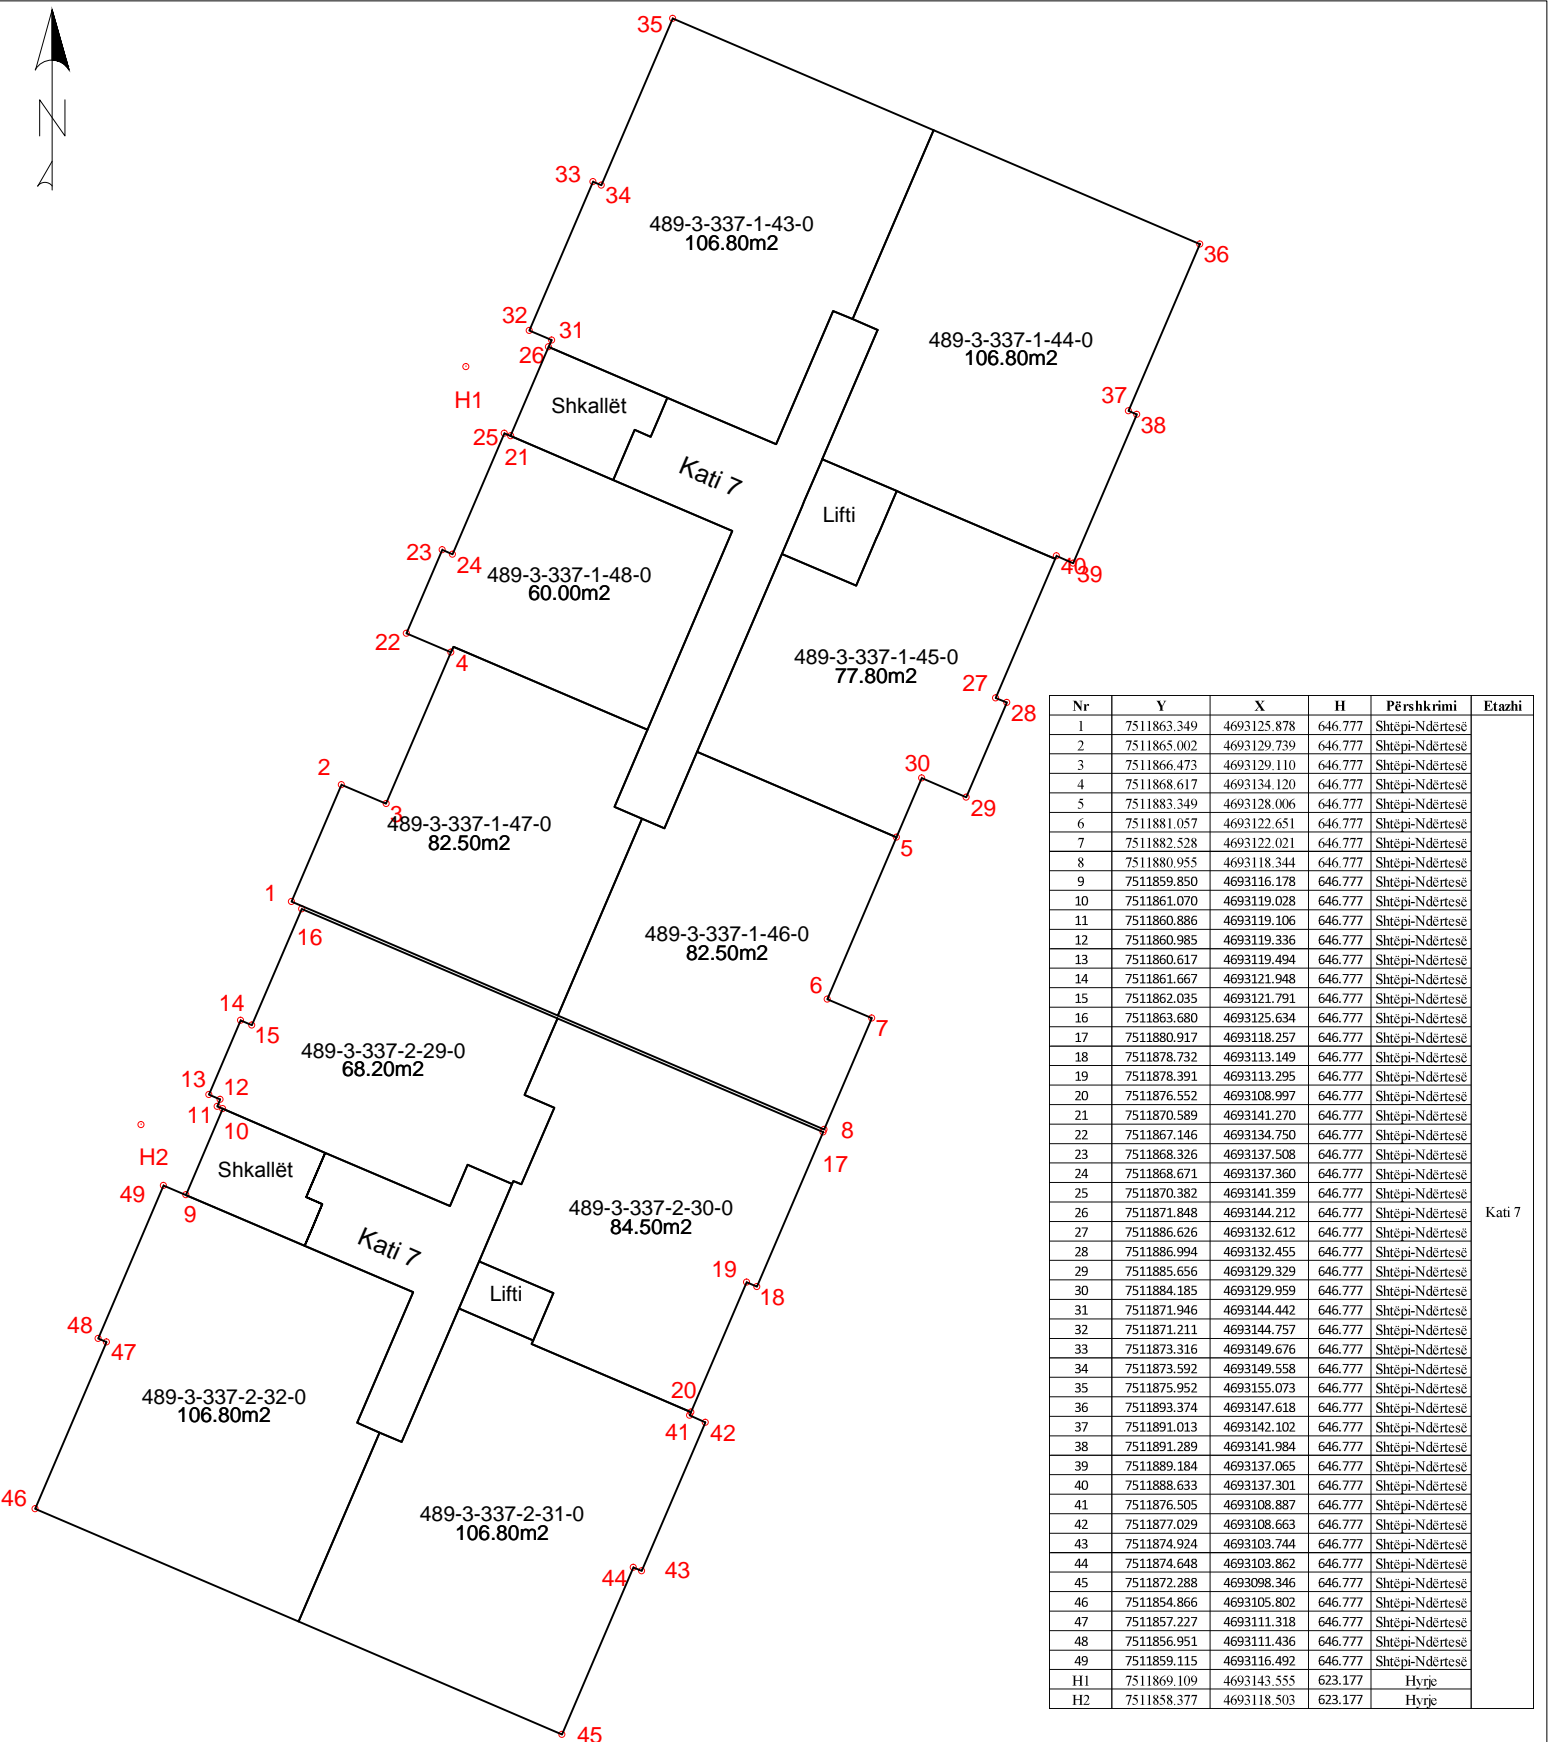 N
35
36
33
34
489-3-337-1-43-0
106.80m2
32
31
26
489-3-337-1-44-0
106.80m2
H1
Shkallët
37
38
25
21
Kati 7
Lifti
23
24
40
39
489-3-337-1-48-0
60.00m2
22
4
489-3-337-1-45-0
77.80m2
27
28
2
3
30
29
489-3-337-1-47-0
82.50m2
5
1
16
489-3-337-1-46-0
82.50m2
6
7
14
15
489-3-337-2-29-0
68.20m2
13
12
11
10
8
17
H2
Shkallët
49
9
489-3-337-2-30-0
84.50m2
Kati 7
Lifti
19
18
48
47
489-3-337-2-32-0
106.80m2
20
41
42
46
489-3-337-2-31-0
106.80m2
44
43
45
Nr Y X H Përshkrimi Etazhi
1 7511863.349 4693125.878 646.777 Shtëpi-Ndërtesë
2 7511865.002 4693129.739 646.777 Shtëpi-Ndërtesë
3 7511866.473 4693129.110 646.777 Shtëpi-Ndërtesë
4 7511868.617 4693134.120 646.777 Shtëpi-Ndërtesë
5 7511883.349 4693128.006 646.777 Shtëpi-Ndërtesë
6 7511881.057 4693122.651 646.777 Shtëpi-Ndërtesë
7 7511882.528 4693122.021 646.777 Shtëpi-Ndërtesë
8 7511880.955 4693118.344 646.777 Shtëpi-Ndërtesë
9 7511859.850 4693116.178 646.777 Shtëpi-Ndërtesë
10 7511861.070 4693119.028 646.777 Shtëpi-Ndërtesë
11 7511860.886 4693119.106 646.777 Shtëpi-Ndërtesë
12 7511860.985 4693119.336 646.777 Shtëpi-Ndërtesë
13 7511860.617 4693119.494 646.777 Shtëpi-Ndërtesë
14 7511861.667 4693121.948 646.777 Shtëpi-Ndërtesë
15 7511862.035 4693121.791 646.777 Shtëpi-Ndërtesë
16 7511863.680 4693125.634 646.777 Shtëpi-Ndërtesë
17 7511880.917 4693118.257 646.777 Shtëpi-Ndërtesë
18 7511878.732 4693113.149 646.777 Shtëpi-Ndërtesë
19 7511878.391 4693113.295 646.777 Shtëpi-Ndërtesë
20 7511876.552 4693108.997 646.777 Shtëpi-Ndërtesë
21 7511870.589 4693141.270 646.777 Shtëpi-Ndërtesë
22 7511867.146 4693134.750 646.777 Shtëpi-Ndërtesë
23 7511868.326 4693137.508 646.777 Shtëpi-Ndërtesë
24 7511868.671 4693137.360 646.777 Shtëpi-Ndërtesë
25 7511870.382 4693141.359 646.777 Shtëpi-Ndërtesë
26 7511871.848 4693144.212 646.777 Shtëpi-Ndërtesë Kati 7
27 7511886.626 4693132.612 646.777 Shtëpi-Ndërtesë
28 7511886.994 4693132.455 646.777 Shtëpi-Ndërtesë
29 7511885.656 4693129.329 646.777 Shtëpi-Ndërtesë
30 7511884.185 4693129.959 646.777 Shtëpi-Ndërtesë
31 7511871.946 4693144.442 646.777 Shtëpi-Ndërtesë
32 7511871.211 4693144.757 646.777 Shtëpi-Ndërtesë
33 7511873.316 4693149.676 646.777 Shtëpi-Ndërtesë
34 7511873.592 4693149.558 646.777 Shtëpi-Ndërtesë
35 7511875.952 4693155.073 646.777 Shtëpi-Ndërtesë
36 7511893.374 4693147.618 646.777 Shtëpi-Ndërtesë
37 7511891.013 4693142.102 646.777 Shtëpi-Ndërtesë
38 7511891.289 4693141.984 646.777 Shtëpi-Ndërtesë
39 7511889.184 4693137.065 646.777 Shtëpi-Ndërtesë
40 7511888.633 4693137.301 646.777 Shtëpi-Ndërtesë
41 7511876.505 4693108.887 646.777 Shtëpi-Ndërtesë
42 7511877.029 4693108.663 646.777 Shtëpi-Ndërtesë
43 7511874.924 4693103.744 646.777 Shtëpi-Ndërtesë
44 7511874.648 4693103.862 646.777 Shtëpi-Ndërtesë
45 7511872.288 4693098.346 646.777 Shtëpi-Ndërtesë
46 7511854.866 4693105.802 646.777 Shtëpi-Ndërtesë
47 7511857.227 4693111.318 646.777 Shtëpi-Ndërtesë
48 7511856.951 4693111.436 646.777 Shtëpi-Ndërtesë
49 7511859.115 4693116.492 646.777 Shtëpi-Ndërtesë
H1 7511869.109 4693143.555 623.177 Hyrje
H2 7511858.377 4693118.503 623.177 Hyrje